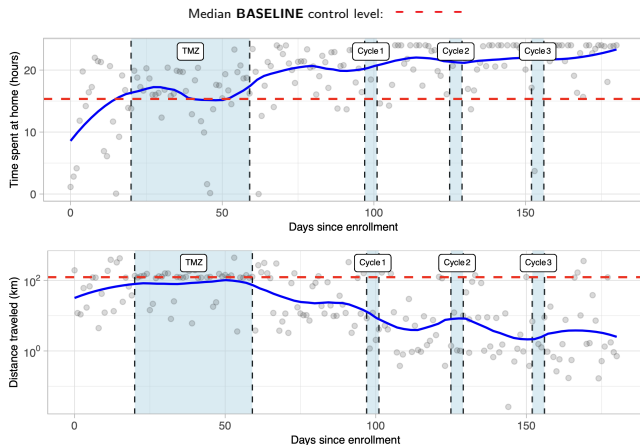 Median BASELINE control level:
TMZ
Cycle 1
Cycle 2
Cycle 3
Time spent at home (hours)
20
10
0
0
50
100
150
Days since enrollment
TMZ
Cycle 1
Cycle 2
Cycle 3
Distance traveled (km)
10²
10⁰
0
50
100
150
Days since enrollment